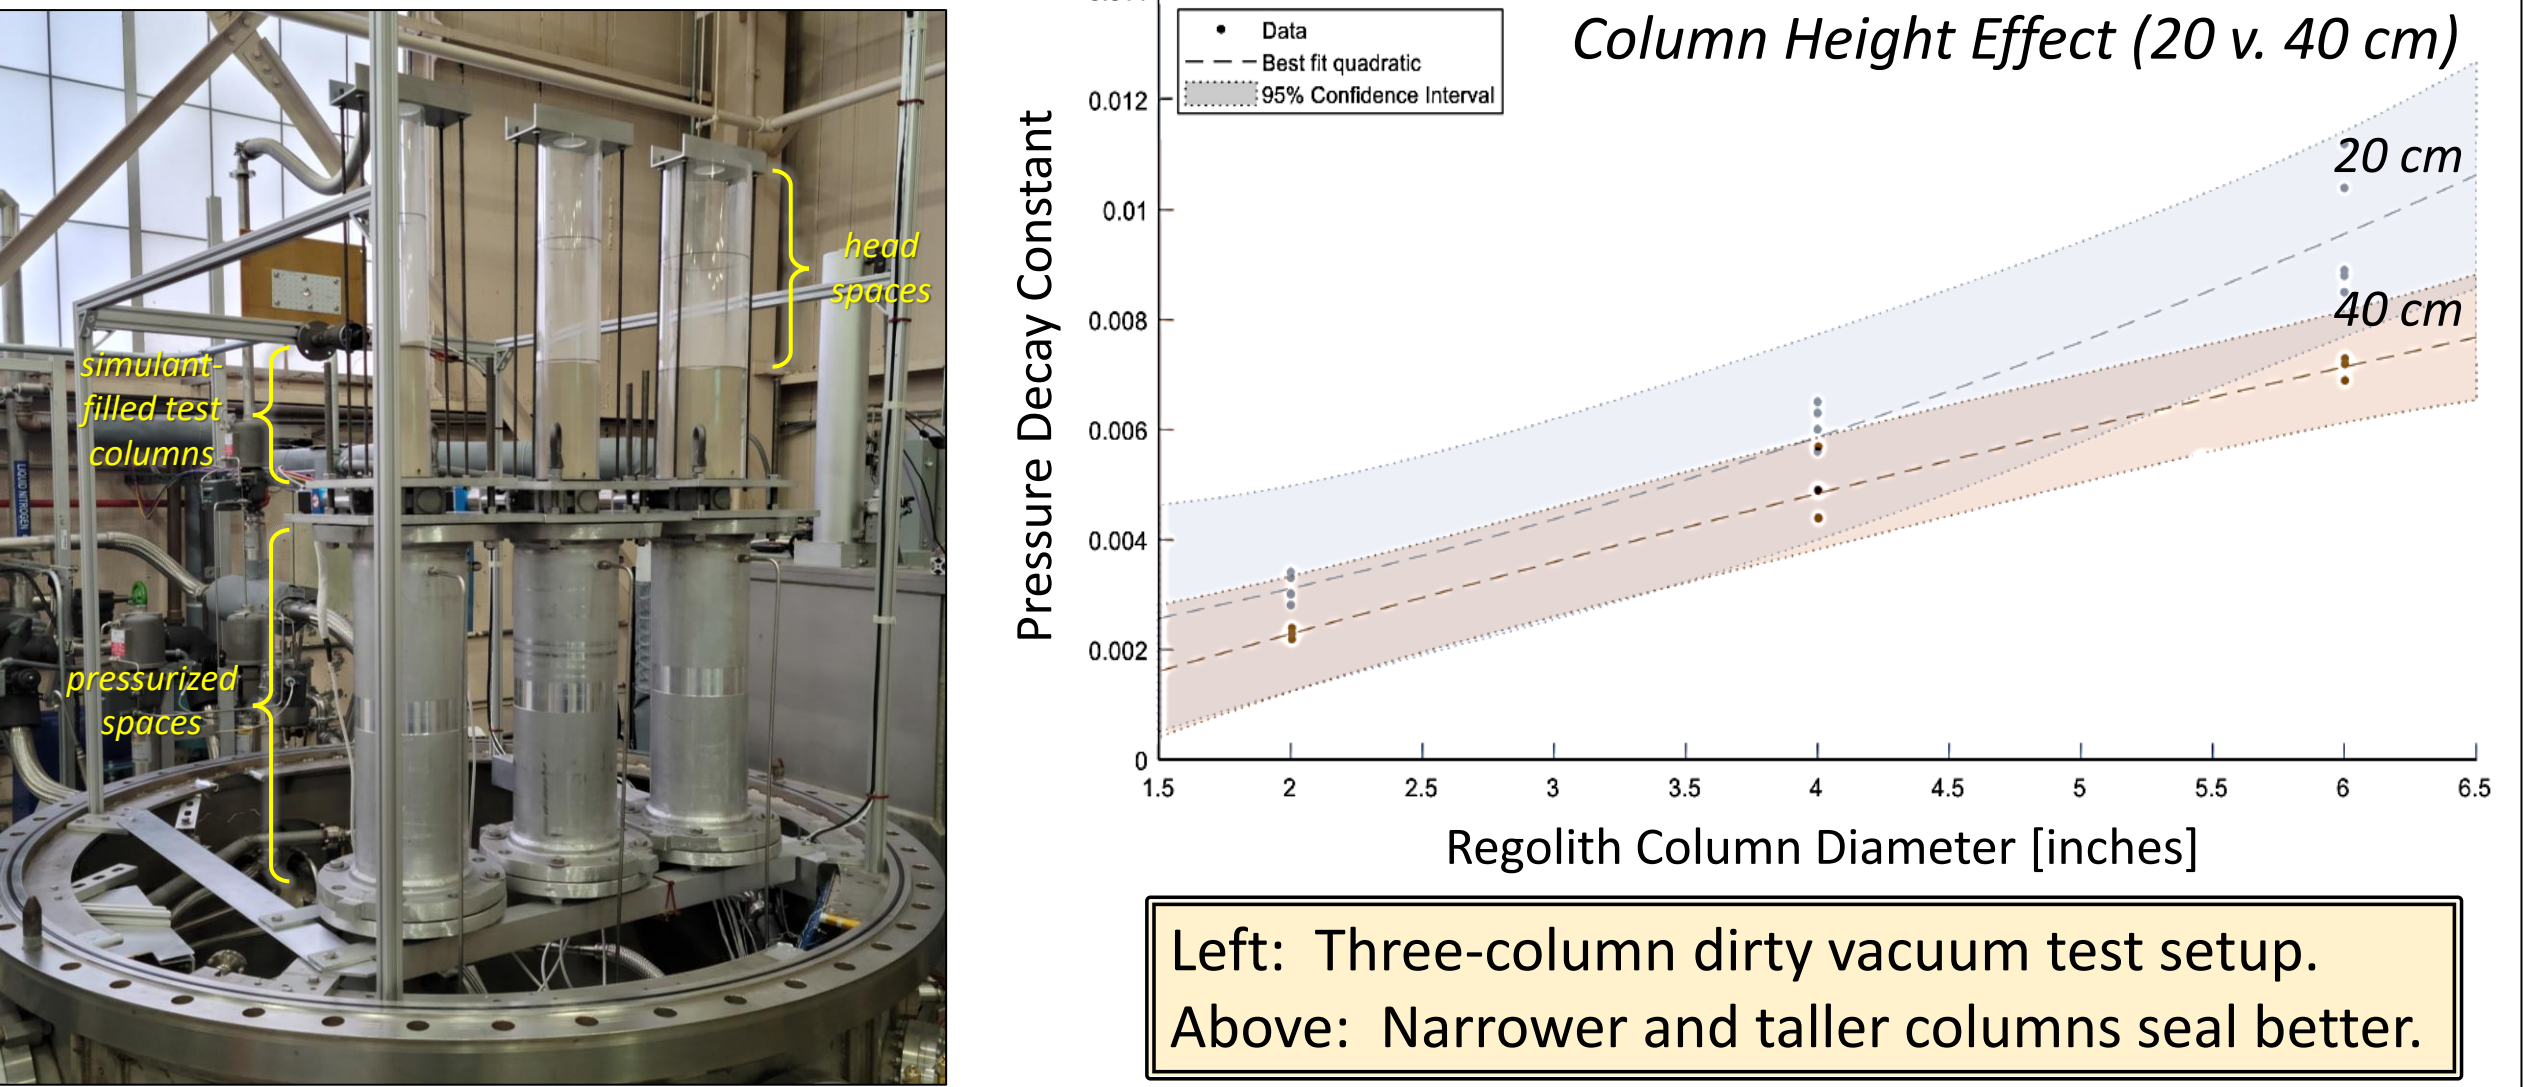 head
spaces
simulant-
filled test
columns
pressurized
spaces
LIQUID NITROGEN
Column Height Effect (20 v. 40 cm)
Data
Best fit quadratic
95% Confidence Interval
Pressure Decay Constant
0.012
0.01
0.008
0.006
0.004
0.002
0
20 cm
40 cm
1.5 2 2.5 3 3.5 4 4.5 5 5.5 6 6.5
Regolith Column Diameter [inches]
Left: Three-column dirty vacuum test setup.
Above: Narrower and taller columns seal better.